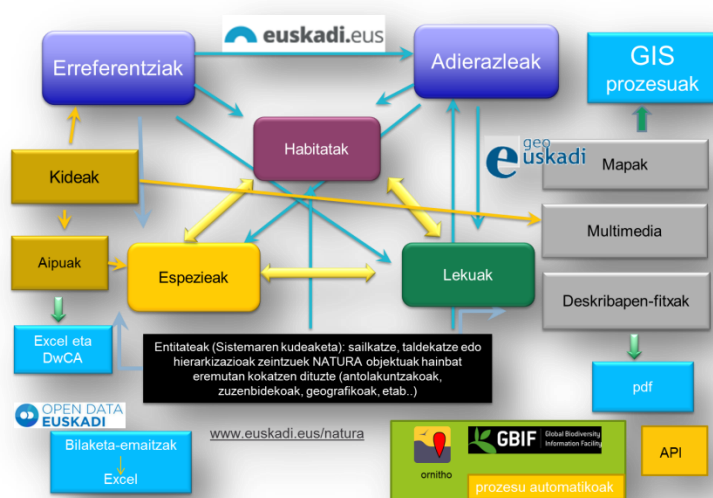 euskadi.eus
Erreferentziak
Adierazleak
GIS
prozesuak
Habitatak
geo
euskadi
Mapak
Kideak
Multimedia
Aipuak
Espezieak
Lekuak
Deskribapen-fitxak
Excel eta
DwCA
Entitateak (Sistemaren kudeaketa): sailkatze, taldekatze edo
hierarkizazioak zeintzuek NATURA objektuak hainbat
eremutan kokatzen dituzte (antolakuntzakoak,
zuzenbidekoak, geografikoak, etab..)
pdf
OPEN DATA
EUSKADI
Bilaketa-emaitzak
Excel
www.euskadi.eus/natura
ornitho
GBIF
Global Biodiversity
Information Facility
prozesu automatikoak
API